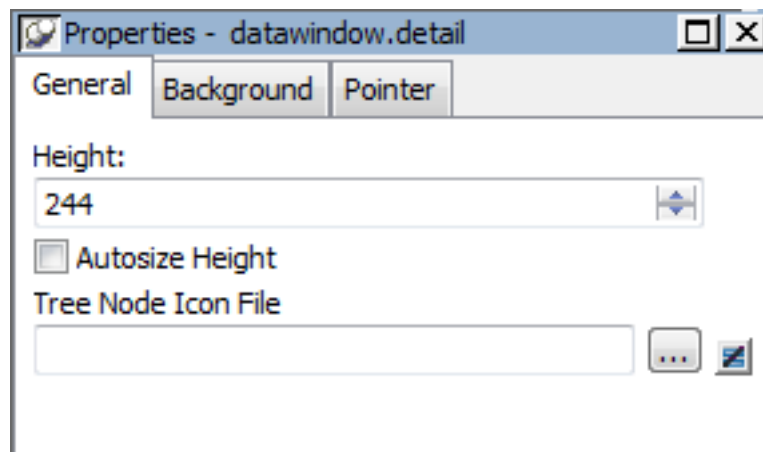 Properties - datawindow.detail
General Background Pointer
Height:
244
Autosize Height
Tree Node Icon File
...